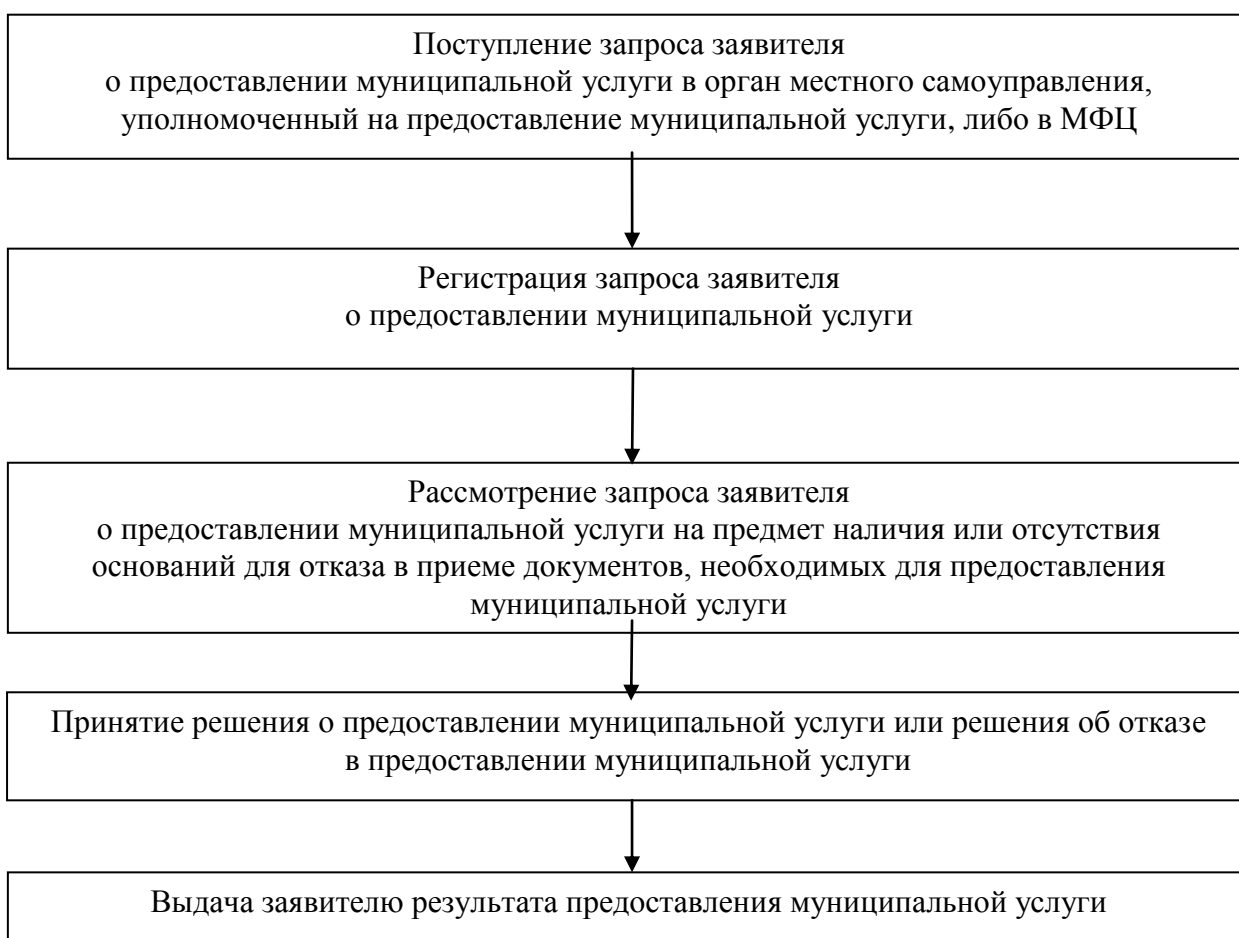 Поступление запроса заявителя
о предоставлении муниципальной услуги в орган местного самоуправления,
уполномоченный на предоставление муниципальной услуги, либо в МФЦ
Регистрация запроса заявителя
о предоставлении муниципальной услуги
Рассмотрение запроса заявителя
о предоставлении муниципальной услуги на предмет наличия или отсутствия
оснований для отказа в приеме документов, необходимых для предоставления
муниципальной услуги
Принятие решения о предоставлении муниципальной услуги или решения об отказе
в предоставлении муниципальной услуги
Выдача заявителю результата предоставления муниципальной услуги